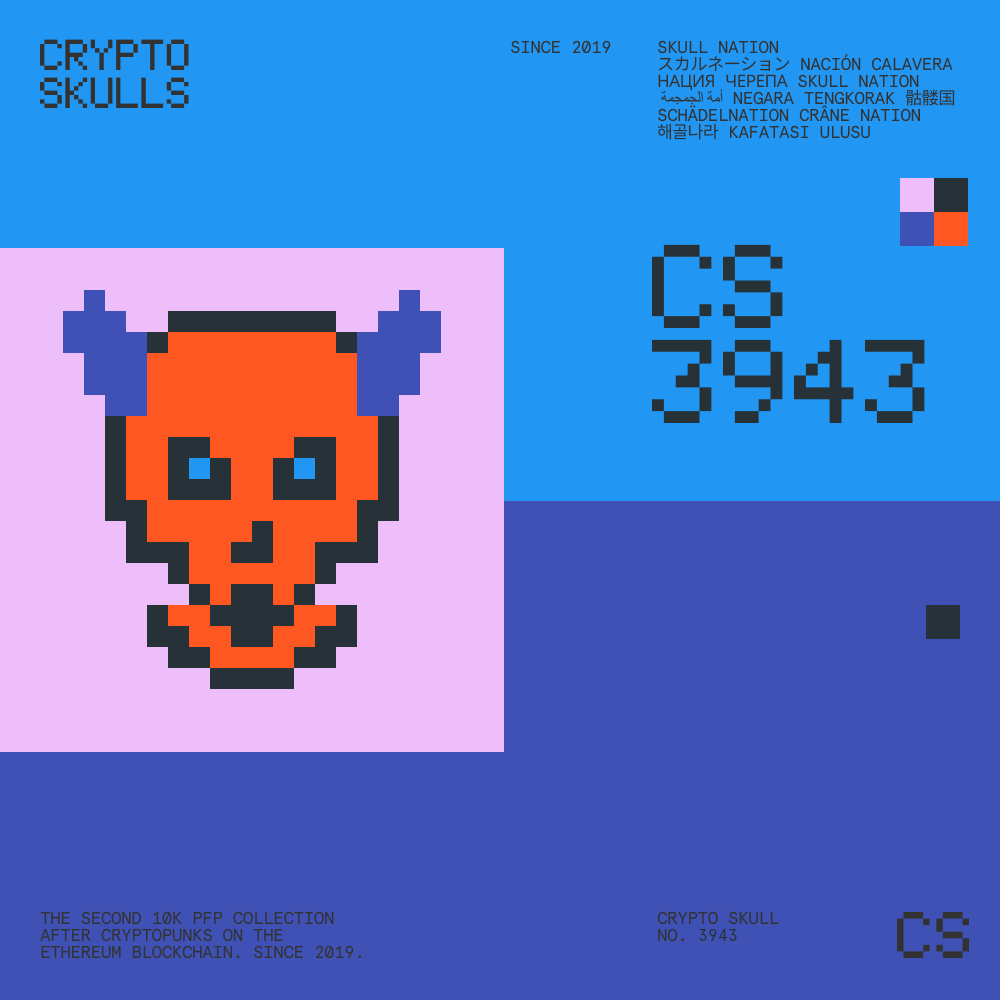 CRYPTO
SKULLS
SINCE 2019
SKULL NATION
スカルネーション NACIÓN CALAVERA
НАЦИЯ ЧЕРЕПА SKULL NATION
أمة الجمجمة NEGARA TENGKORAK 骷髅国
SCHÄDELNATION CRÂNE NATION
해골나라 KAFATASI ULUSU
CS
3943
THE SECOND 10K PFP COLLECTION
AFTER CRYPTOPUNKS ON THE
ETHEREUM BLOCKCHAIN. SINCE 2019.
CRYPTO SKULL
NO. 3943
CS